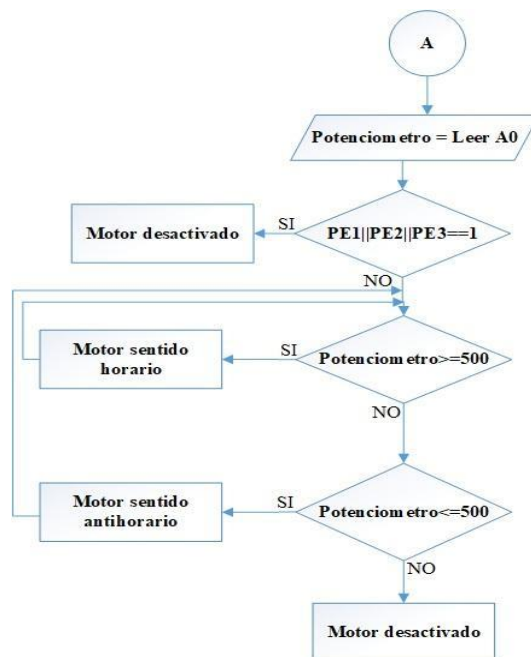 A
Potenciometro = Leer A0
PE1||PE2||PE3==1
SI
Motor desactivado
NO
Potenciometro>=500
SI
Motor sentido
horario
NO
Potenciometro<=500
SI
Motor sentido
antihorario
NO
Motor desactivado